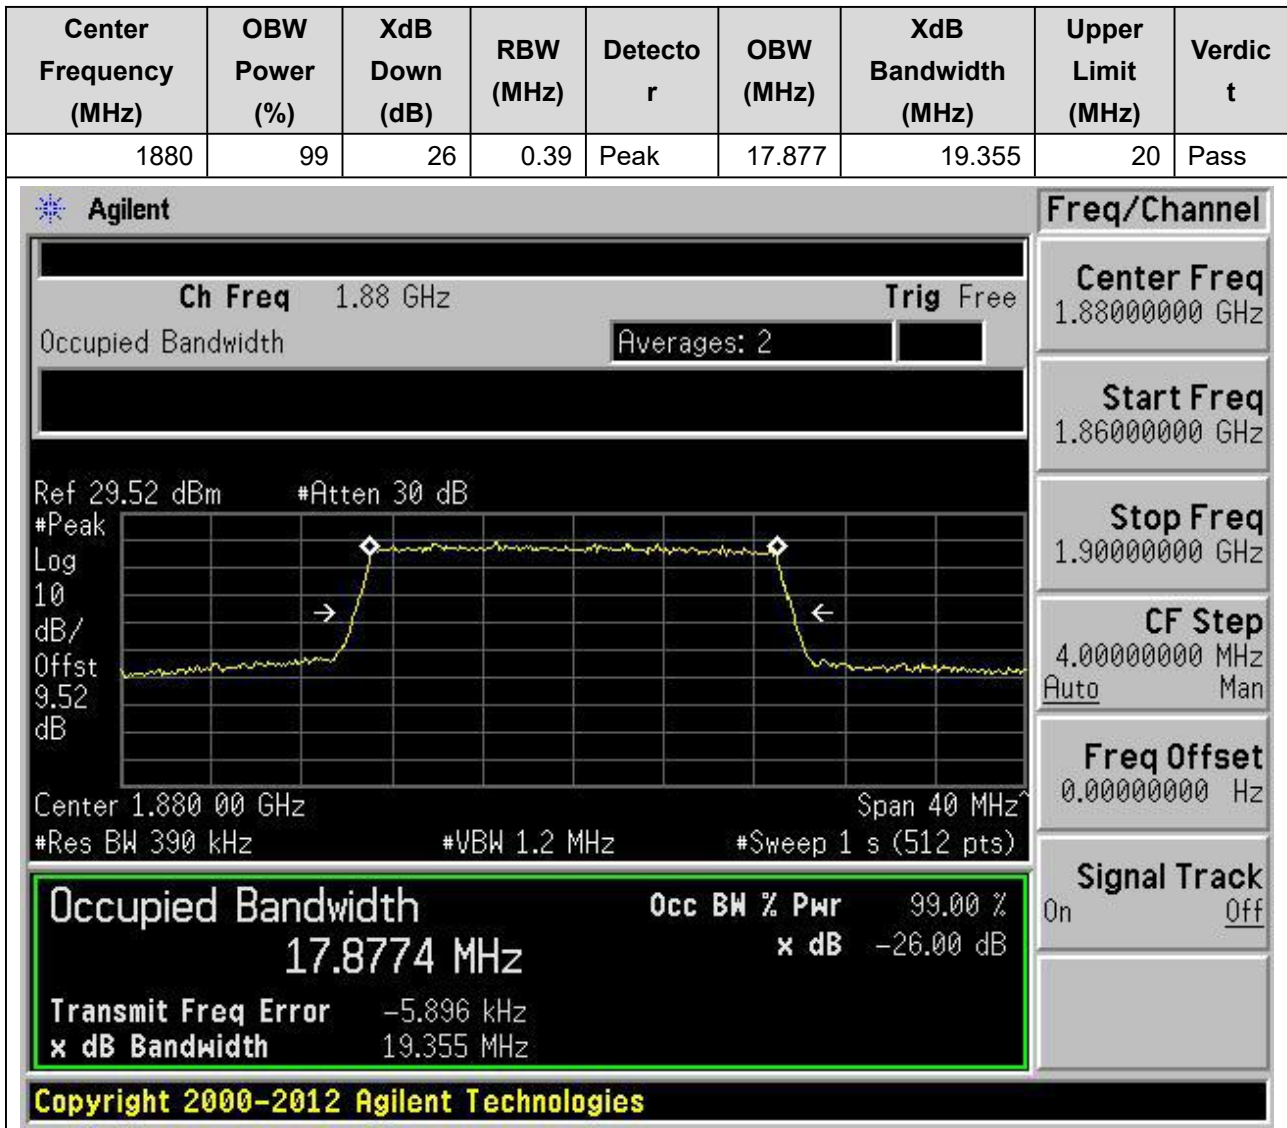 Center Frequency (MHz) OBW Power (%) XdB Down (dB) RBW (MHz) Detecto r OBW (MHz) XdB Bandwidth (MHz) Upper Limit (MHz) Verdic t
1880 99 26 0.39 Peak 17.877 19.355 20 Pass
Agilent
Freq/Channel
Ch Freq 1.88 GHz Trig Free
Occupied Bandwidth Averages: 2
Ref 29.52 dBm #Atten 30 dB
#Peak
Log
10
dB/
Offst
9.52
dB
Center 1.880 00 GHz Span 40 MHz^
#Res BW 390 kHz #VBW 1.2 MHz #Sweep 1 s (512 pts)
Occupied Bandwidth Occ BW % Pwr 99.00 %
17.8774 MHz x dB -26.00 dB
Transmit Freq Error -5.896 kHz
x dB Bandwidth 19.355 MHz
Center Freq
1.88000000 GHz
Start Freq
1.86000000 GHz
Stop Freq
1.90000000 GHz
CF Step
4.00000000 MHz
Auto Man
Freq Offset
0.00000000 Hz
Signal Track
On Off
Copyright 2000-2012 Agilent Technologies